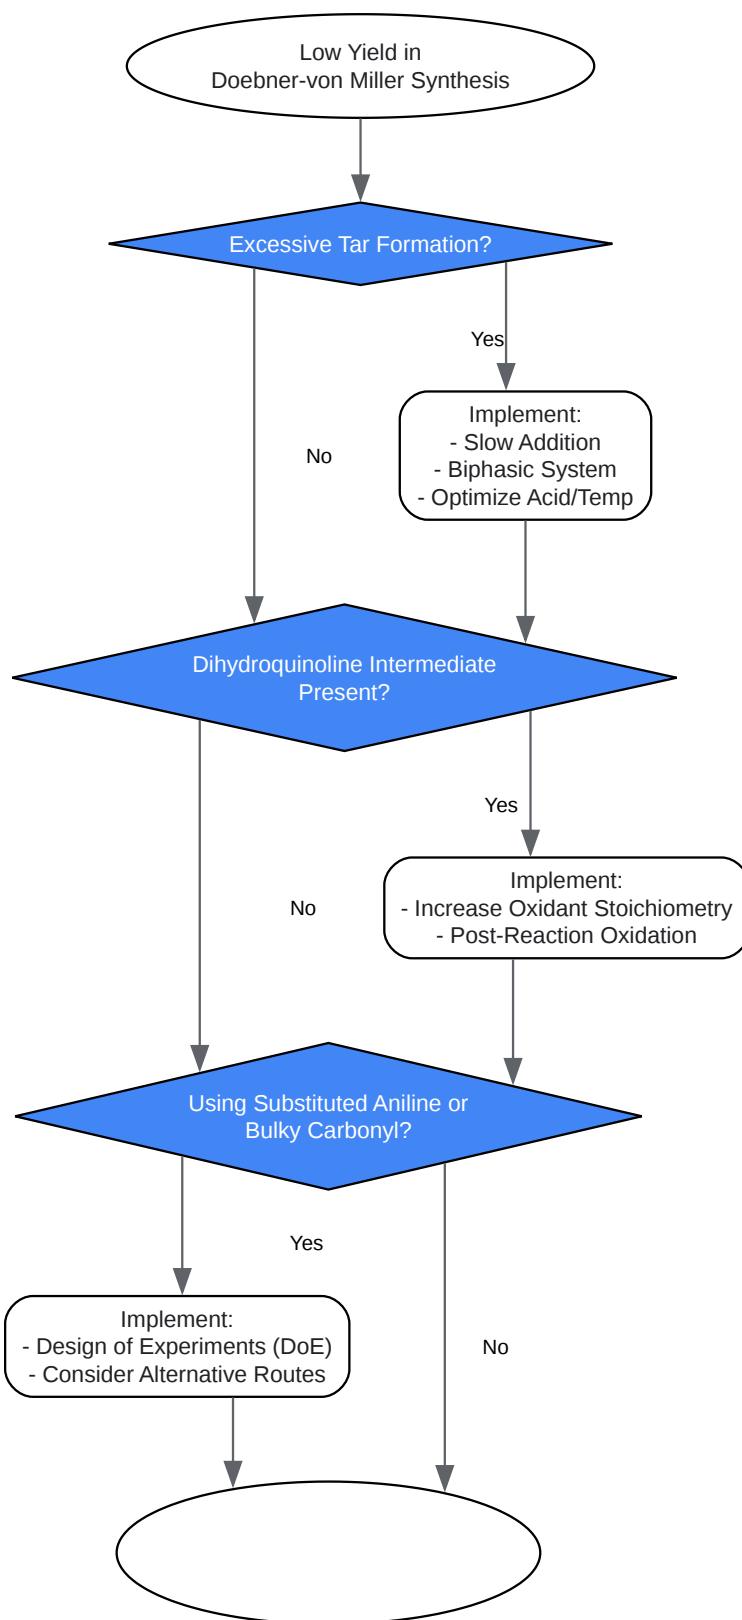 Low Yield in
Doebner-von Miller Synthesis
Excessive Tar Formation?
Yes
Implement:
- Slow Addition
- Biphasic System
- Optimize Acid/Temp
No
Dihydroquinoline Intermediate
Present?
Yes
Implement:
- Increase Oxidant Stoichiometry
- Post-Reaction Oxidation
No
Using Substituted Aniline or
Bulky Carbonyl?
Yes
Implement:
- Design of Experiments (DoE)
- Consider Alternative Routes
No